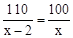 110/(x−2) = 100/x